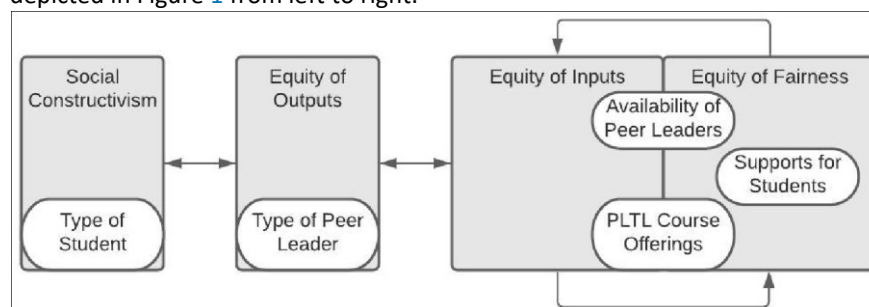 depicted in Figure 1 from left to right.
Social
Constructivism
Type of
Student
Equity of
Outputs
Type of Peer
Leader
Equity of Inputs
Equity of Fairness
Availability of
Peer Leaders
Supports for
Students
PLTL Course
Offerings